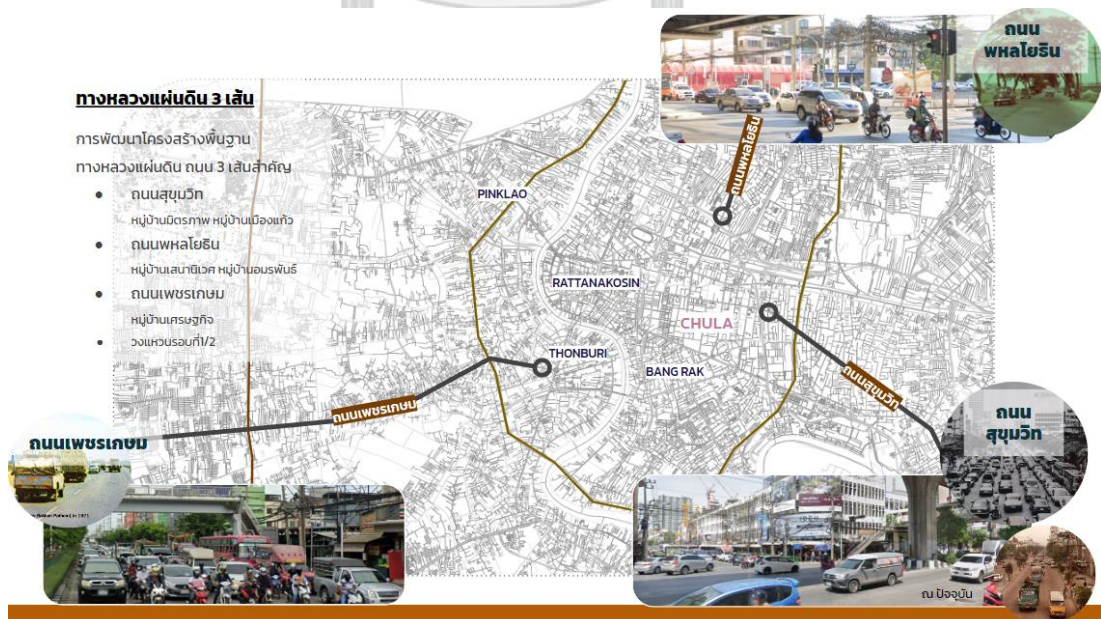 ทางหลวงแผ่นดิน 3 เส้น
การพัฒนาโครงสร้างพื้นฐาน
ทางหลวงแผ่นดิน ถนน 3 เส้นสำคัญ
● ถนนสุขุมวิท
หมู่บ้านมิตรภาพ หมู่บ้านเมืองแก้ว
● ถนนพหลโยธิน
หมู่บ้านเสนานิเวศ หมู่บ้านอมรพันธ์
● ถนนเพชรเกษม
หมู่บ้านเศรษฐกิจ
● วงแหวนรอบที่1/2
ถนน
พหลโยธิน
ถนนพหลโยธิน
PINKLAO
RATTANAKOSIN
CHULA
THONBURI
BANG RAK
ถนนสุขุมวิท
ถนนเพชรเกษม
ถนนเพชรเกษม
ถนน
สุขุมวิท
ณ ปัจจุบัน